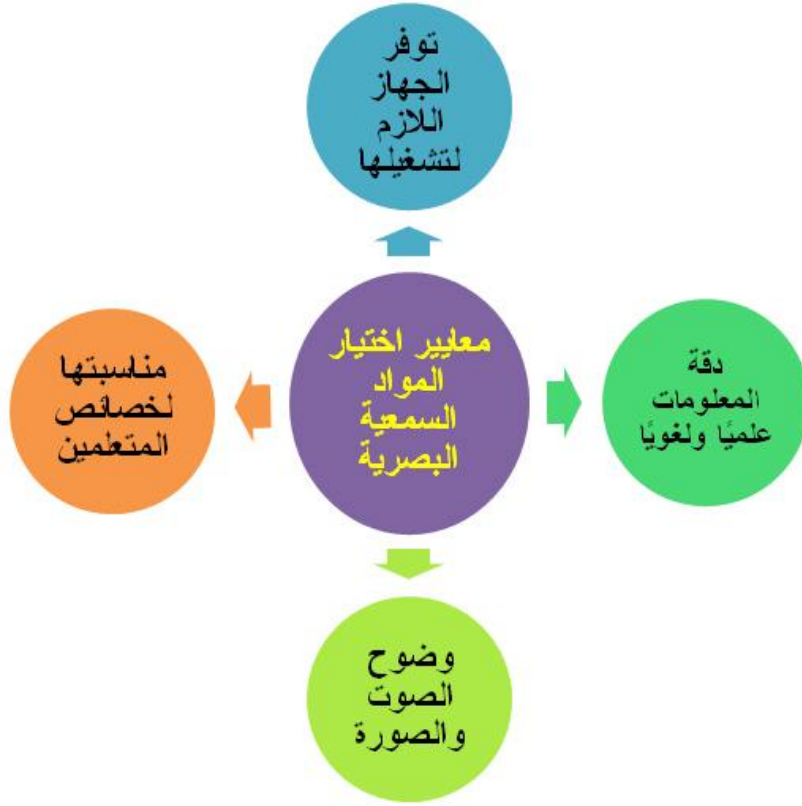 توفر
الجهاز
اللازم
لتشغيلها
معايير اختيار
المواد
السمعية
البصرية
دقة
المعلومات
علميًا ولغويًا
مناسبتها
لخصائص
المتعلمين
وضوح
الصوت
والصورة